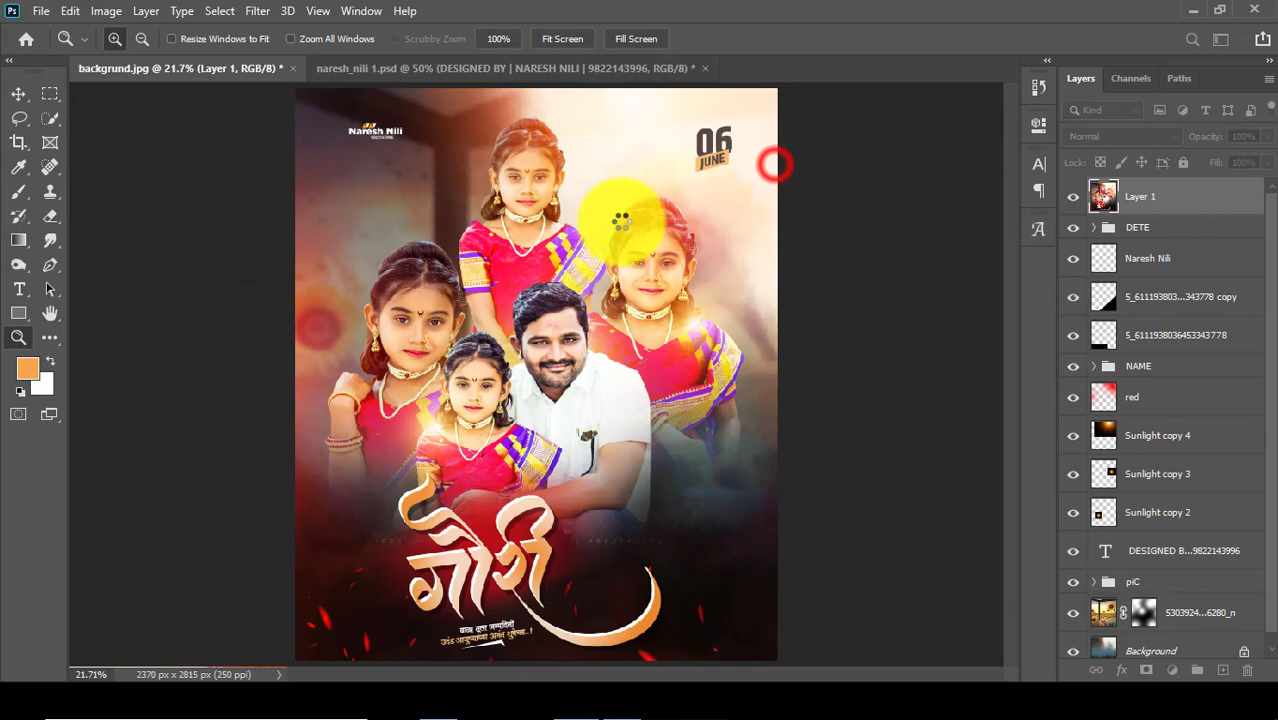 Ps File Edit Image Layer Type Select Filter 3D View Window Help
Resize Windows to Fit Zoom All Windows Scrubby Zoom 100% Fit Screen Fill Screen
backgrund.jpg @ 21.7% (Layer 1, RGB/8) * × naresh_nili 1.psd @ 50% (DESIGNED BY | NARESH NILI | 9822143996, RGB/8) * ×
Layers Channels Paths
Kind
Normal Opacity: 100%
Lock: Fill: 100%
Layer 1
DETE
Naresh Nili
5_611193803...343778 copy
5_6111938036453343778
NAME
red
Sunlight copy 4
Sunlight copy 3
Sunlight copy 2
T DESIGNED B...9822143996
piC
5303924...6280_n
Background
Naresh Nili
06
JUNE
गौरी
21.71% 2370 px x 2815 px (250 ppi)